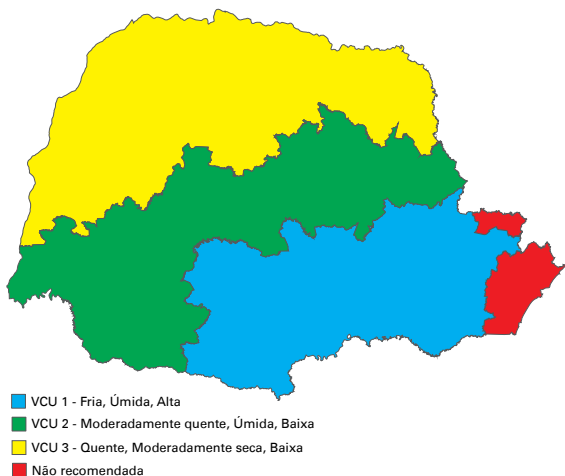 VCU 1 - Fria, Úmida, Alta
VCU 2 - Moderadamente quente, Úmida, Baixa
VCU 3 - Quente, Moderadamente seca, Baixa
Não recomendada